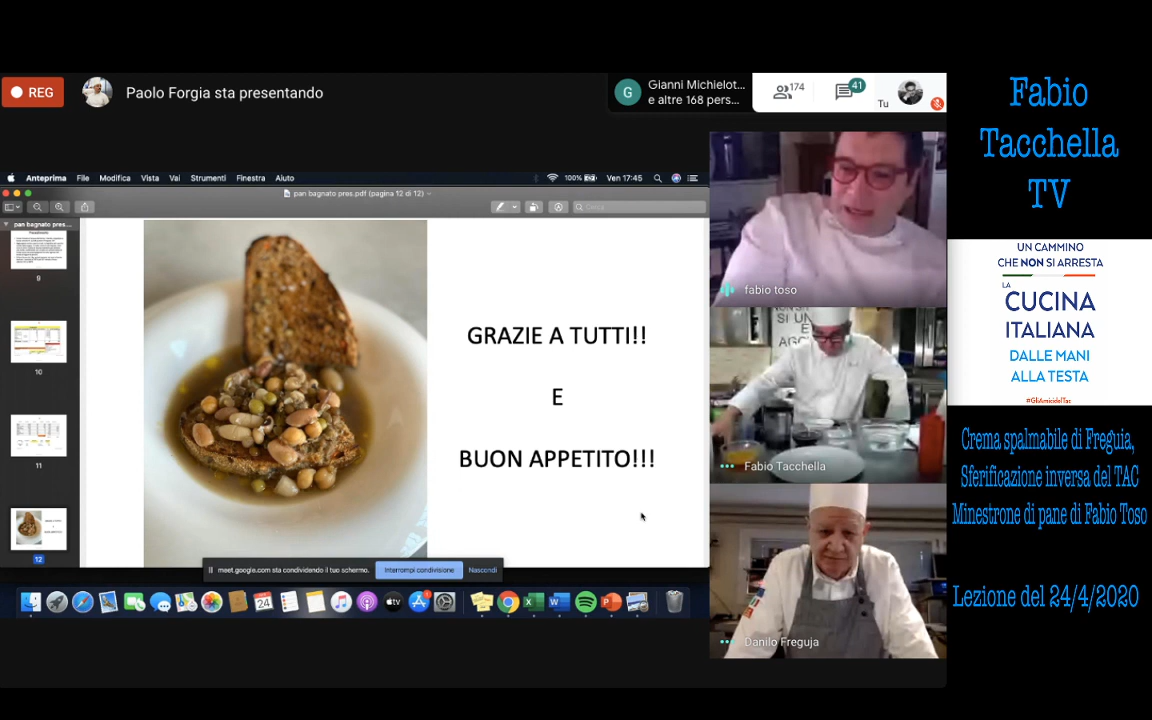 REG
Paolo Forgia sta presentando
G
Gianni Michielot...
e altre 168 pers...
174
41
Tu
Anteprima File Modifica Vista Vai Strumenti Finestra Aiuto
100%
Ven 17:45
pan bagnato pres.pdf (pagina 12 di 12)
Cerca
pan bagnato pres...
9
10
11
12
GRAZIE A TUTTI!!
E
BUON APPETITO!!!
meet.google.com sta condividendo il tuo schermo.
Interrompi condivisione
Nascondi
24
tv
fabio toso
SI UN
E
Fabio Tacchella
Danilo Freguja
Fabio
Tacchella
TV
UN CAMMINO
CHE NON SI ARRESTA
LA
CUCINA
ITALIANA
DALLE MANI
ALLA TESTA
#GliAmicidelTac
Crema spalmabile di Freguia,
Sferificazione inversa del TAC
Minestrone di pane di Fabio Toso
Lezione del 24/4/2020